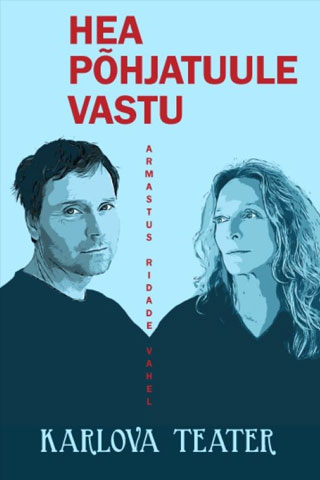 HEA
PÕHJATUULE
VASTU
ARMASTUS RIDADE VAHEL
KARLOVA TEATER